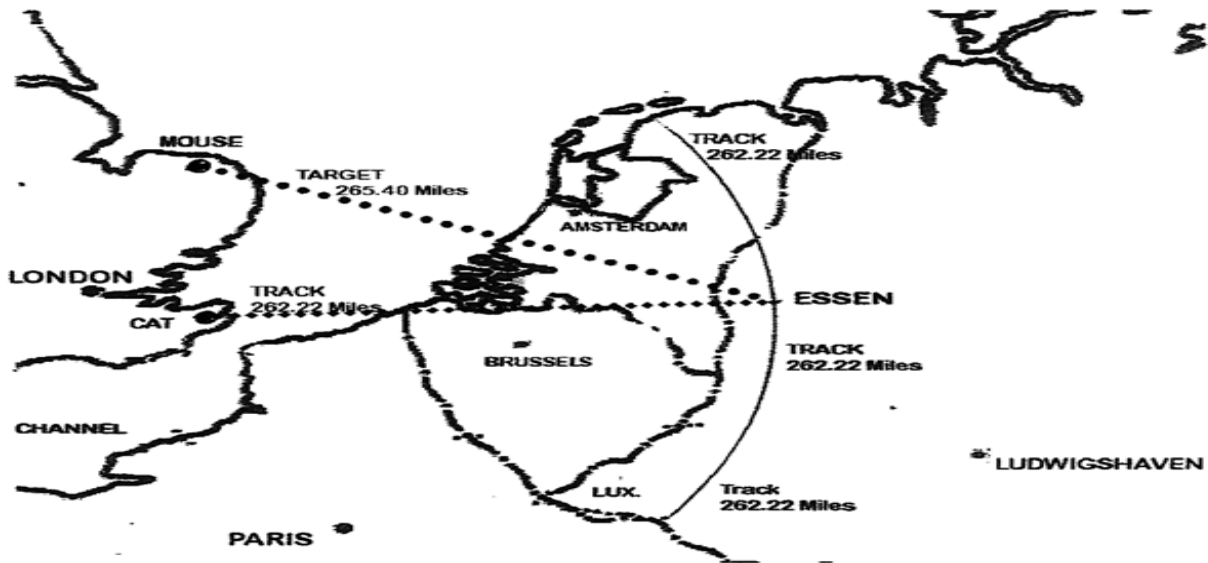 MOUSE
TRACK
262.22 Miles
TARGET
265.40 Miles
AMSTERDAM
LONDON
TRACK
262.22 Miles
ESSEN
CAT
BRUSSELS
TRACK
262.22 Miles
CHANNEL
LUDWIGSHAVEN
LUX.
Track
262.22 Miles
PARIS